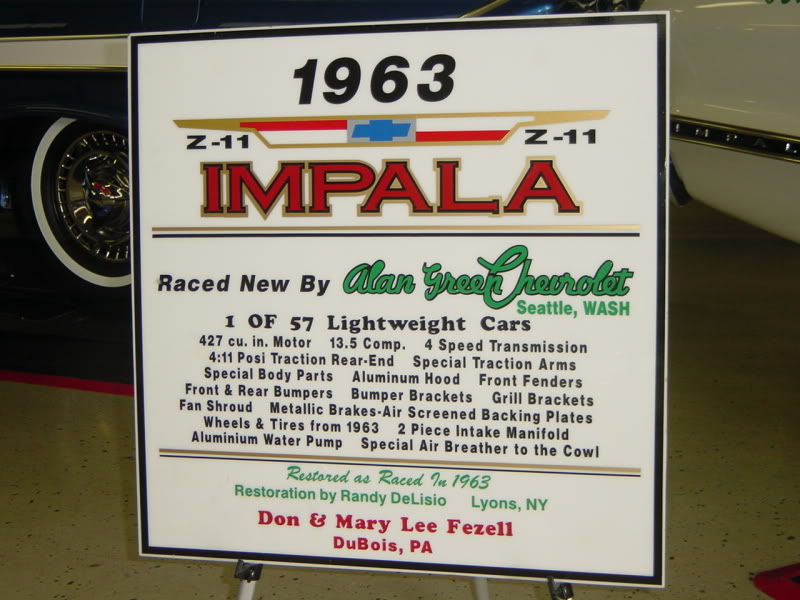 1963
Z-11 Z-11
IMPALA
Raced New By Alan Green Chevrolet
Seattle, WASH
1 OF 57 Lightweight Cars
427 cu. in. Motor 13.5 Comp. 4 Speed Transmission
4:11 Posi Traction Rear-End Special Traction Arms
Special Body Parts Aluminum Hood Front Fenders
Front & Rear Bumpers Bumper Brackets Grill Brackets
Fan Shroud Metallic Brakes-Air Screened Backing Plates
Wheels & Tires from 1963 2 Piece Intake Manifold
Aluminium Water Pump Special Air Breather to the Cowl
Restored as Raced In 1963
Restoration by Randy DeLisio Lyons, NY
Don & Mary Lee Fezell
DuBois, PA